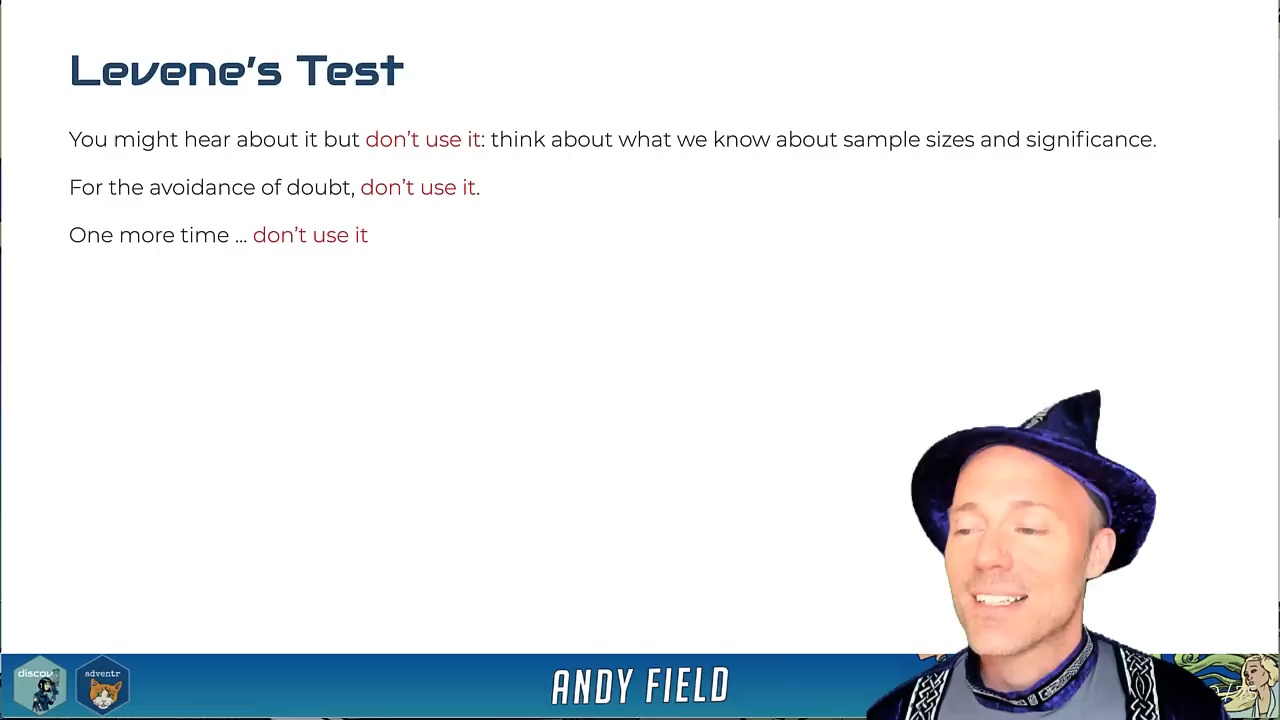 Levene's Test
You might hear about it but don't use it: think about what we know about sample sizes and significance.
For the avoidance of doubt, don't use it.
One more time ... don't use it
discovr
adventr
ANDY FIELD